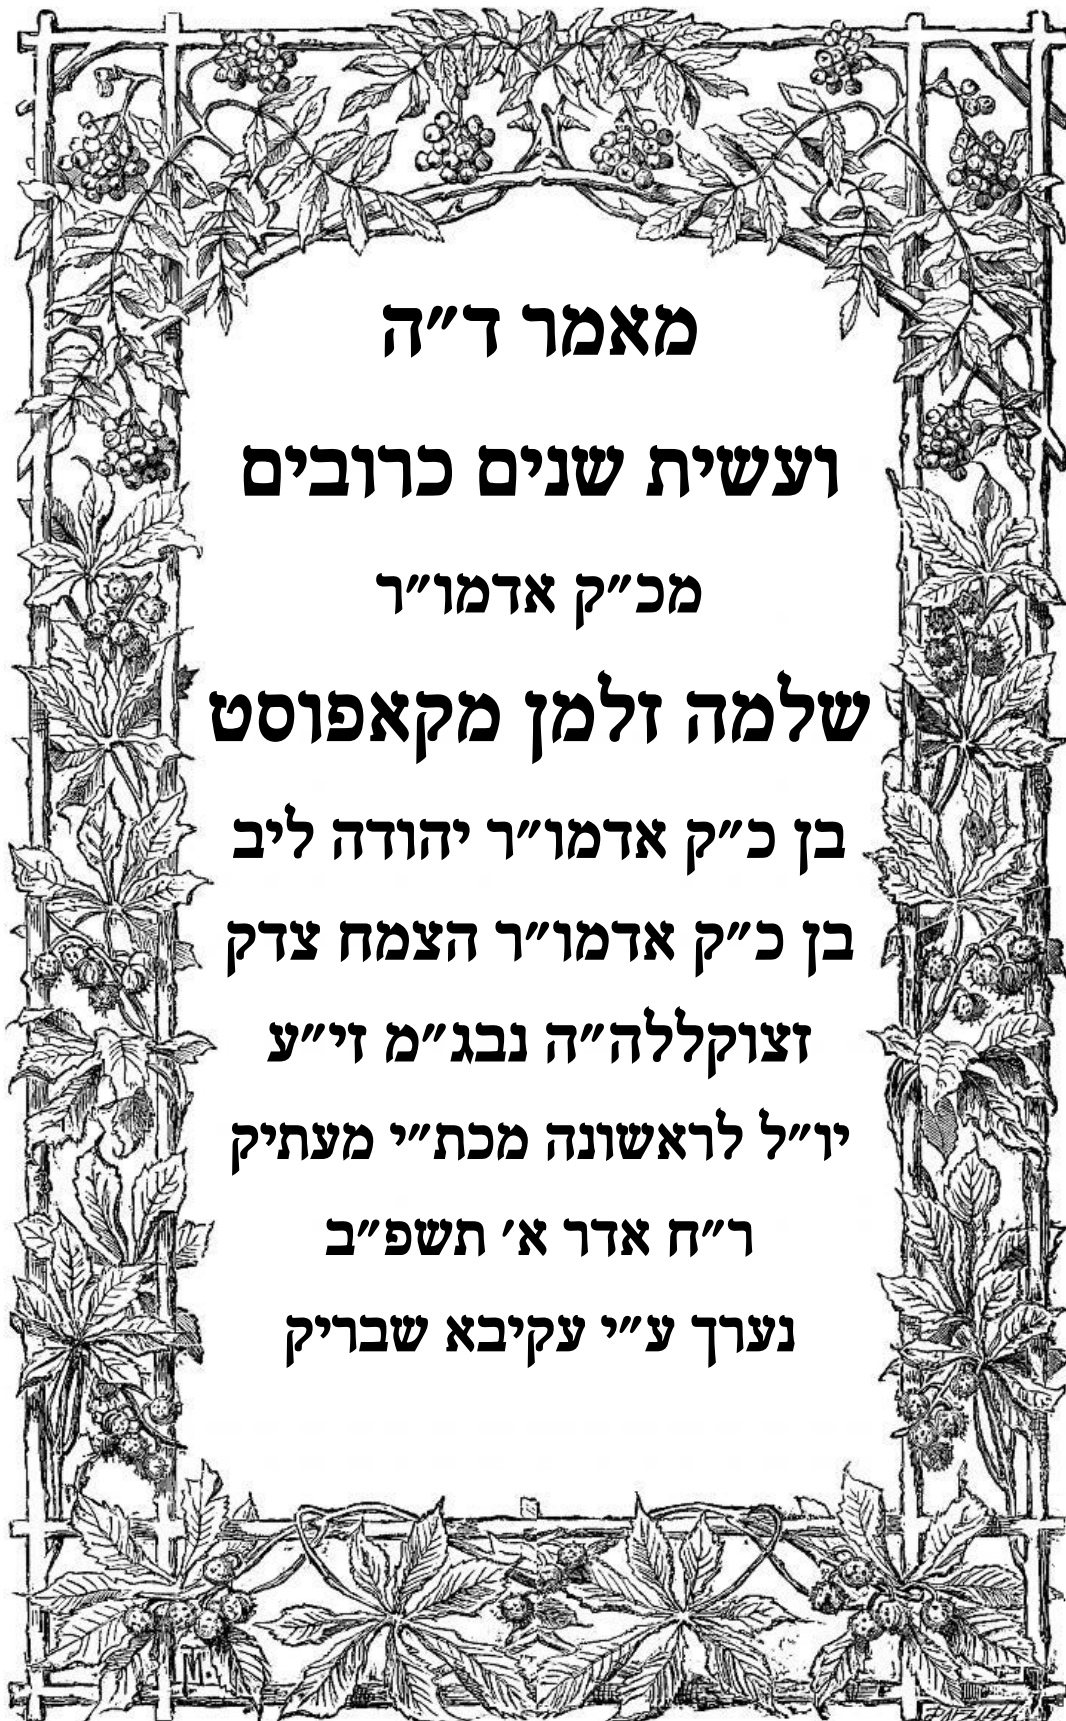 מאמר ד״ה
ועשית שנים כרובים
מכ״ק אדמו״ר
שלמה זלמן מקאפוסט
בן כ״ק אדמו״ר יהודה ליב
בן כ״ק אדמו״ר הצמח צדק
זצוקללה״ה נבג״מ זי״ע
יו״ל לראשונה מכת״י מעתיק
ר״ח אדר א׳ תשפ״ב
נערך ע״י עקיבא שבריק
M.